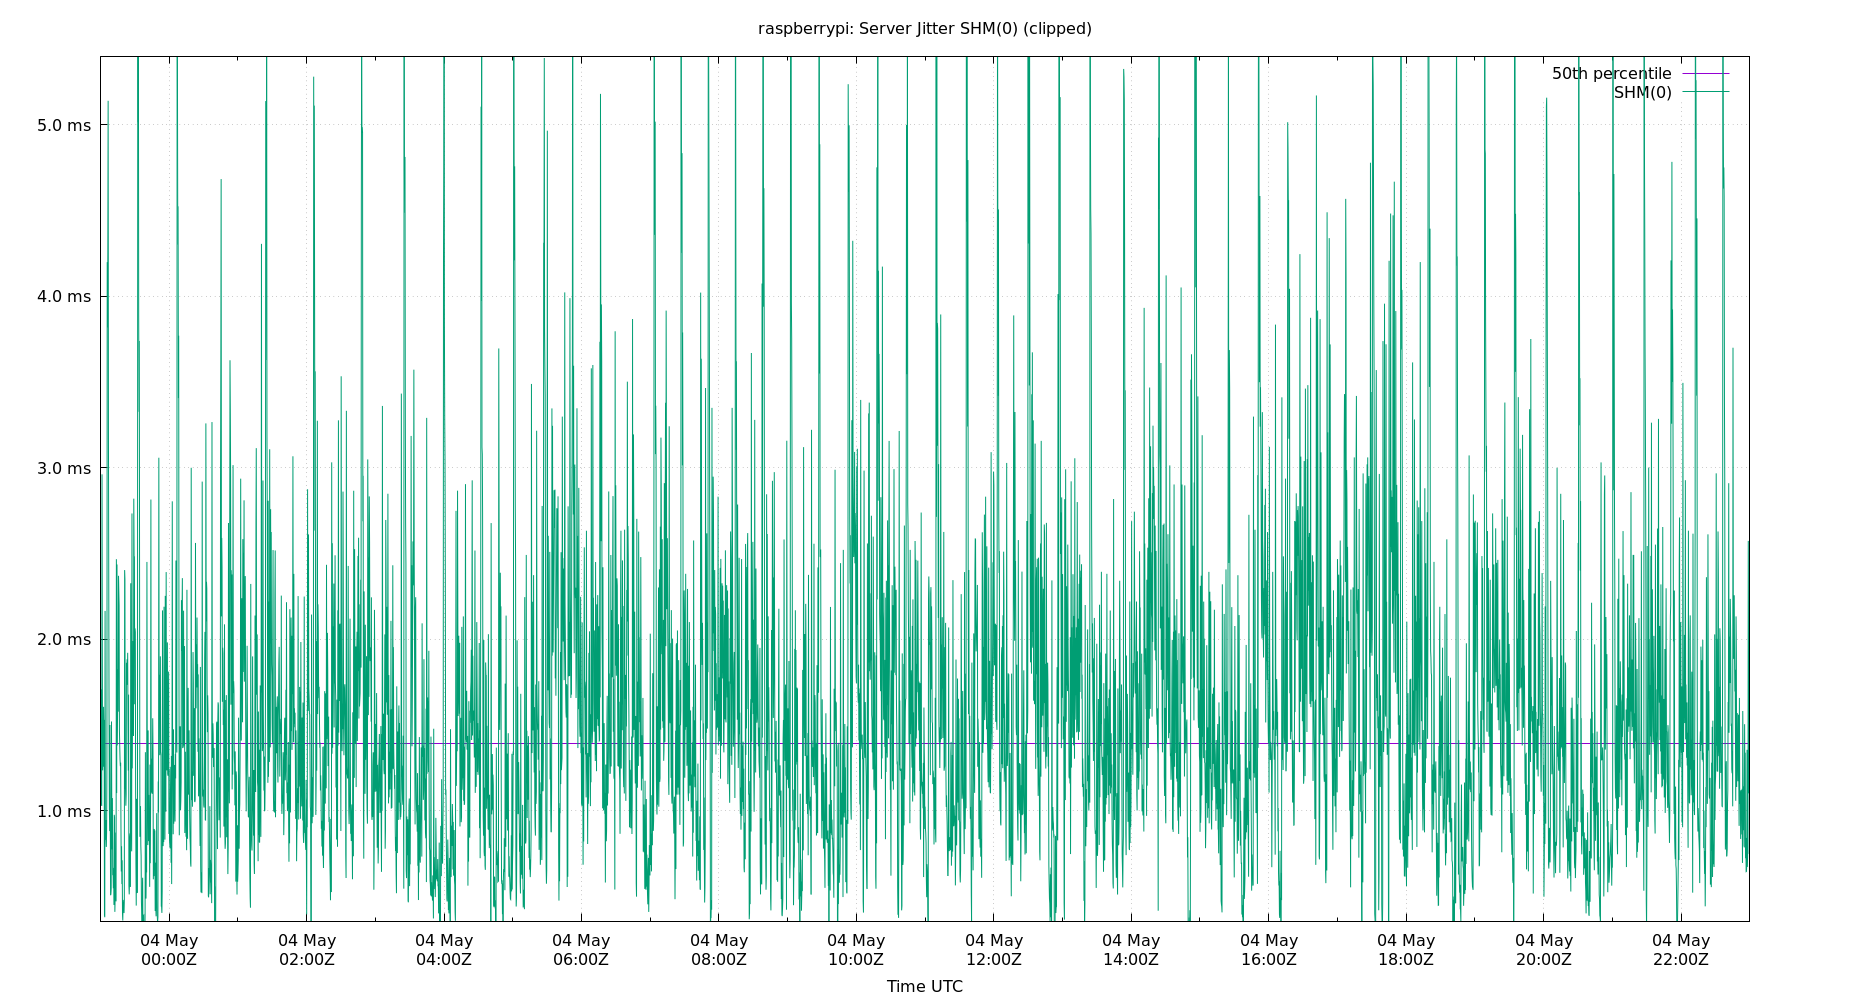 raspberrypi: Server Jitter SHM(0) (clipped)
50th percentile
SHM(0)
5.0 ms
4.0 ms
3.0 ms
2.0 ms
1.0 ms
04 May 04 May 04 May 04 May 04 May 04 May 04 May 04 May 04 May 04 May 04 May 04 May
00:00Z 02:00Z 04:00Z 06:00Z 08:00Z 10:00Z 12:00Z 14:00Z 16:00Z 18:00Z 20:00Z 22:00Z
Time UTC